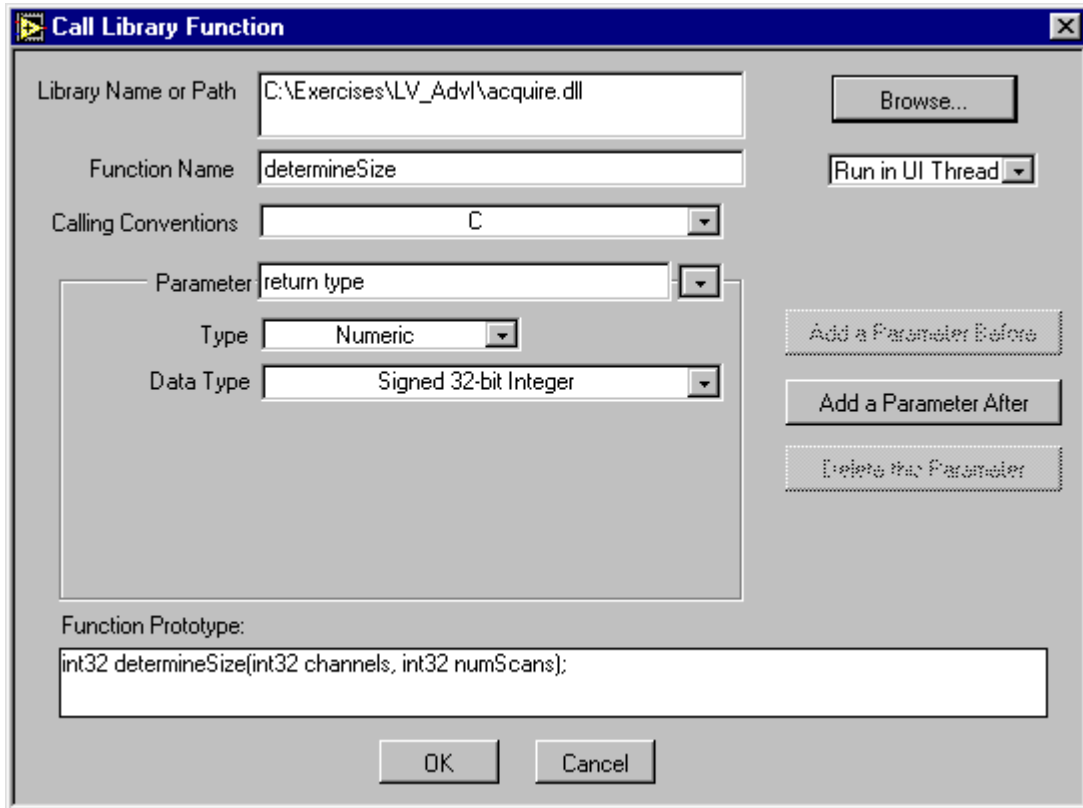 Call Library Function
Library Name or Path C:\Exercises\LV_AdvI\acquire.dll Browse...
Function Name determineSize Run in UI Thread
Calling Conventions C
Parameter return type
Type Numeric
Add a Parameter Before
Data Type Signed 32-bit Integer
Add a Parameter After
Delete this Parameter
Function Prototype:
int32 determineSize(int32 channels, int32 numScans);
OK Cancel